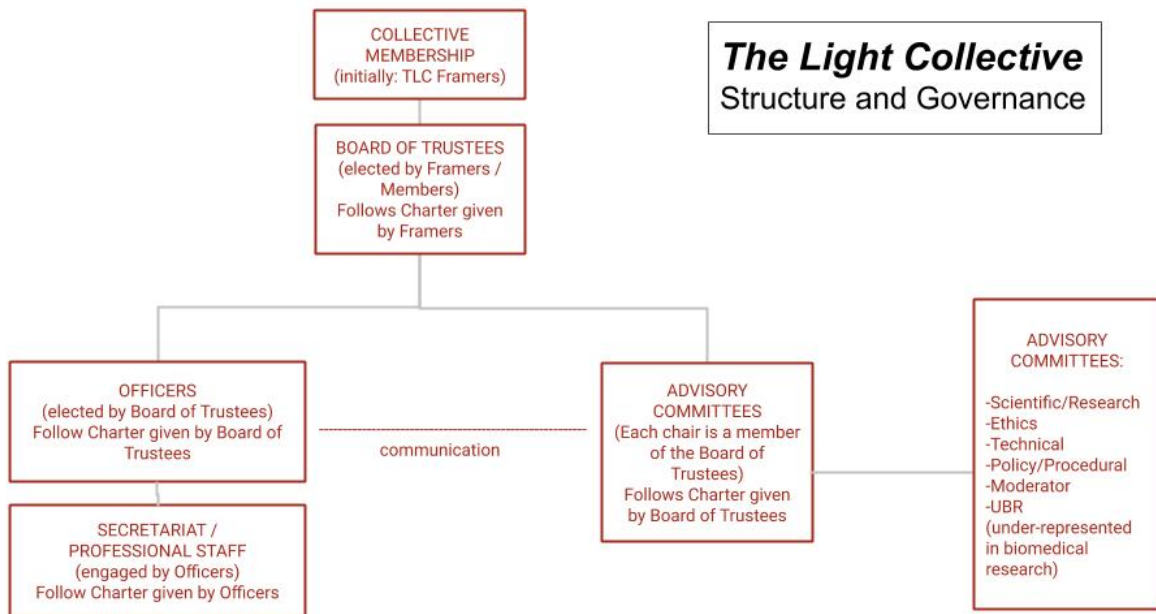 COLLECTIVE
MEMBERSHIP
(initially: TLC Framers)
The Light Collective
Structure and Governance
BOARD OF TRUSTEES
(elected by Framers /
Members)
Follows Charter given
by Framers
OFFICERS
(elected by Board of Trustees)
Follow Charter given by Board of
Trustees
communication
ADVISORY
COMMITTEES
(Each chair is a member
of the Board of
Trustees)
Follows Charter given
by Board of Trustees
ADVISORY
COMMITTEES:
-Scientific/Research
-Ethics
-Technical
-Policy/Procedural
-Moderator
-UBR
(under-represented
in biomedical
research)
SECRETARIAT /
PROFESSIONAL STAFF
(engaged by Officers)
Follow Charter given by Officers